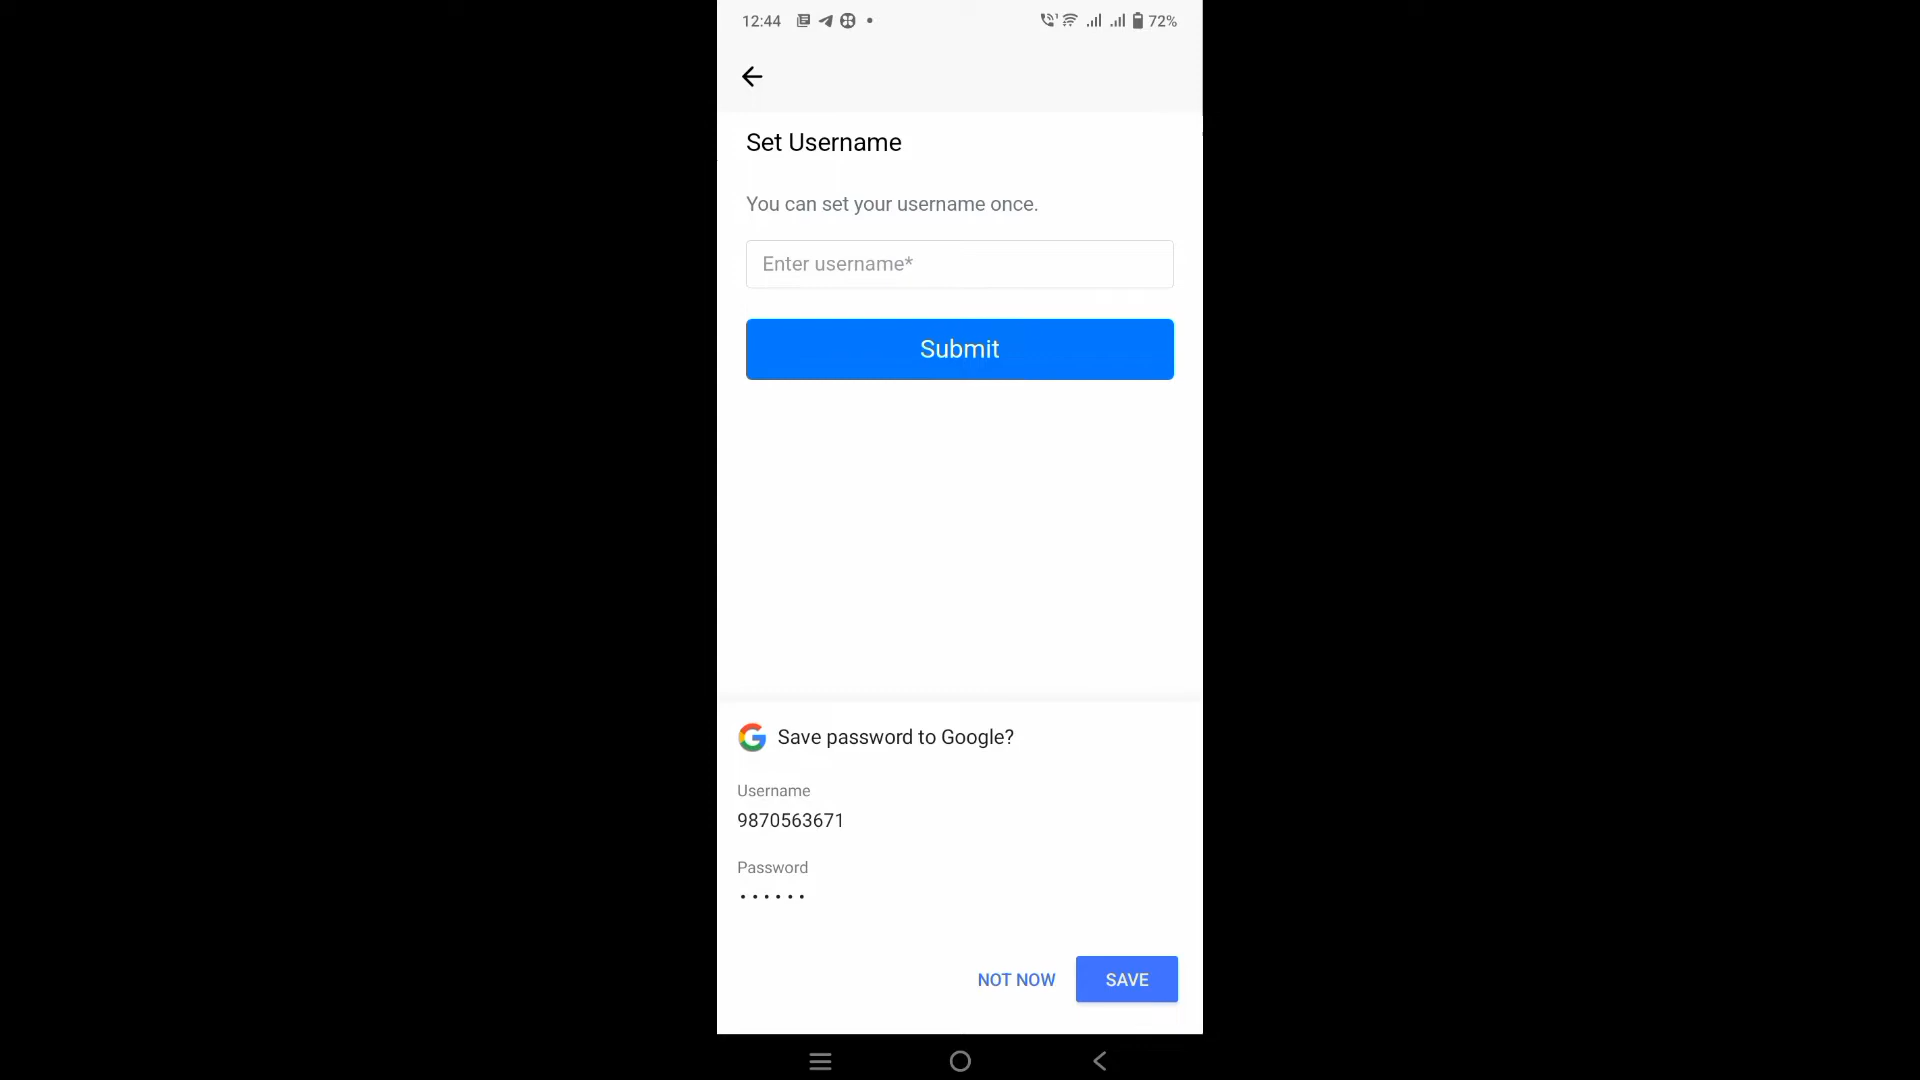 12:44
72%
Set Username
You can set your username once.
Enter username*
Submit
Save password to Google?
Username
9870563671
Password
••••••
NOT NOW
SAVE